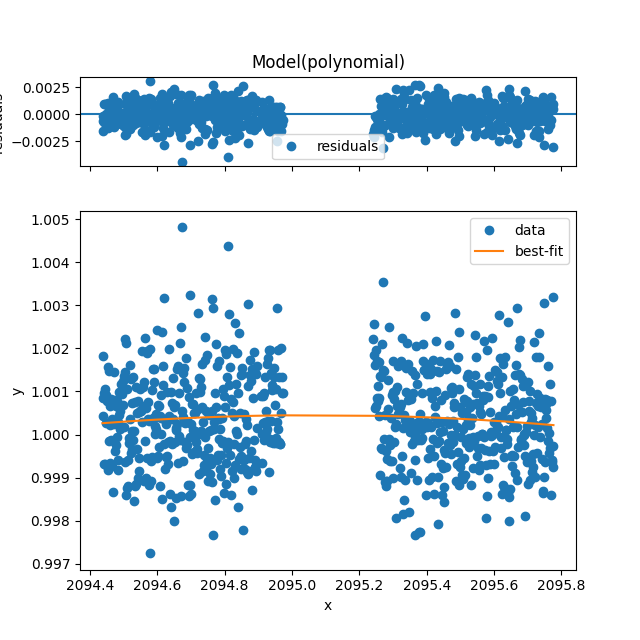 Model(polynomial)
0.0025
0.0000
−0.0025
residuals
residuals
1.005
1.004
1.003
1.002
1.001
1.000
0.999
0.998
0.997
y
data
best-fit
2094.4 2094.6 2094.8 2095.0 2095.2 2095.4 2095.6 2095.8
x